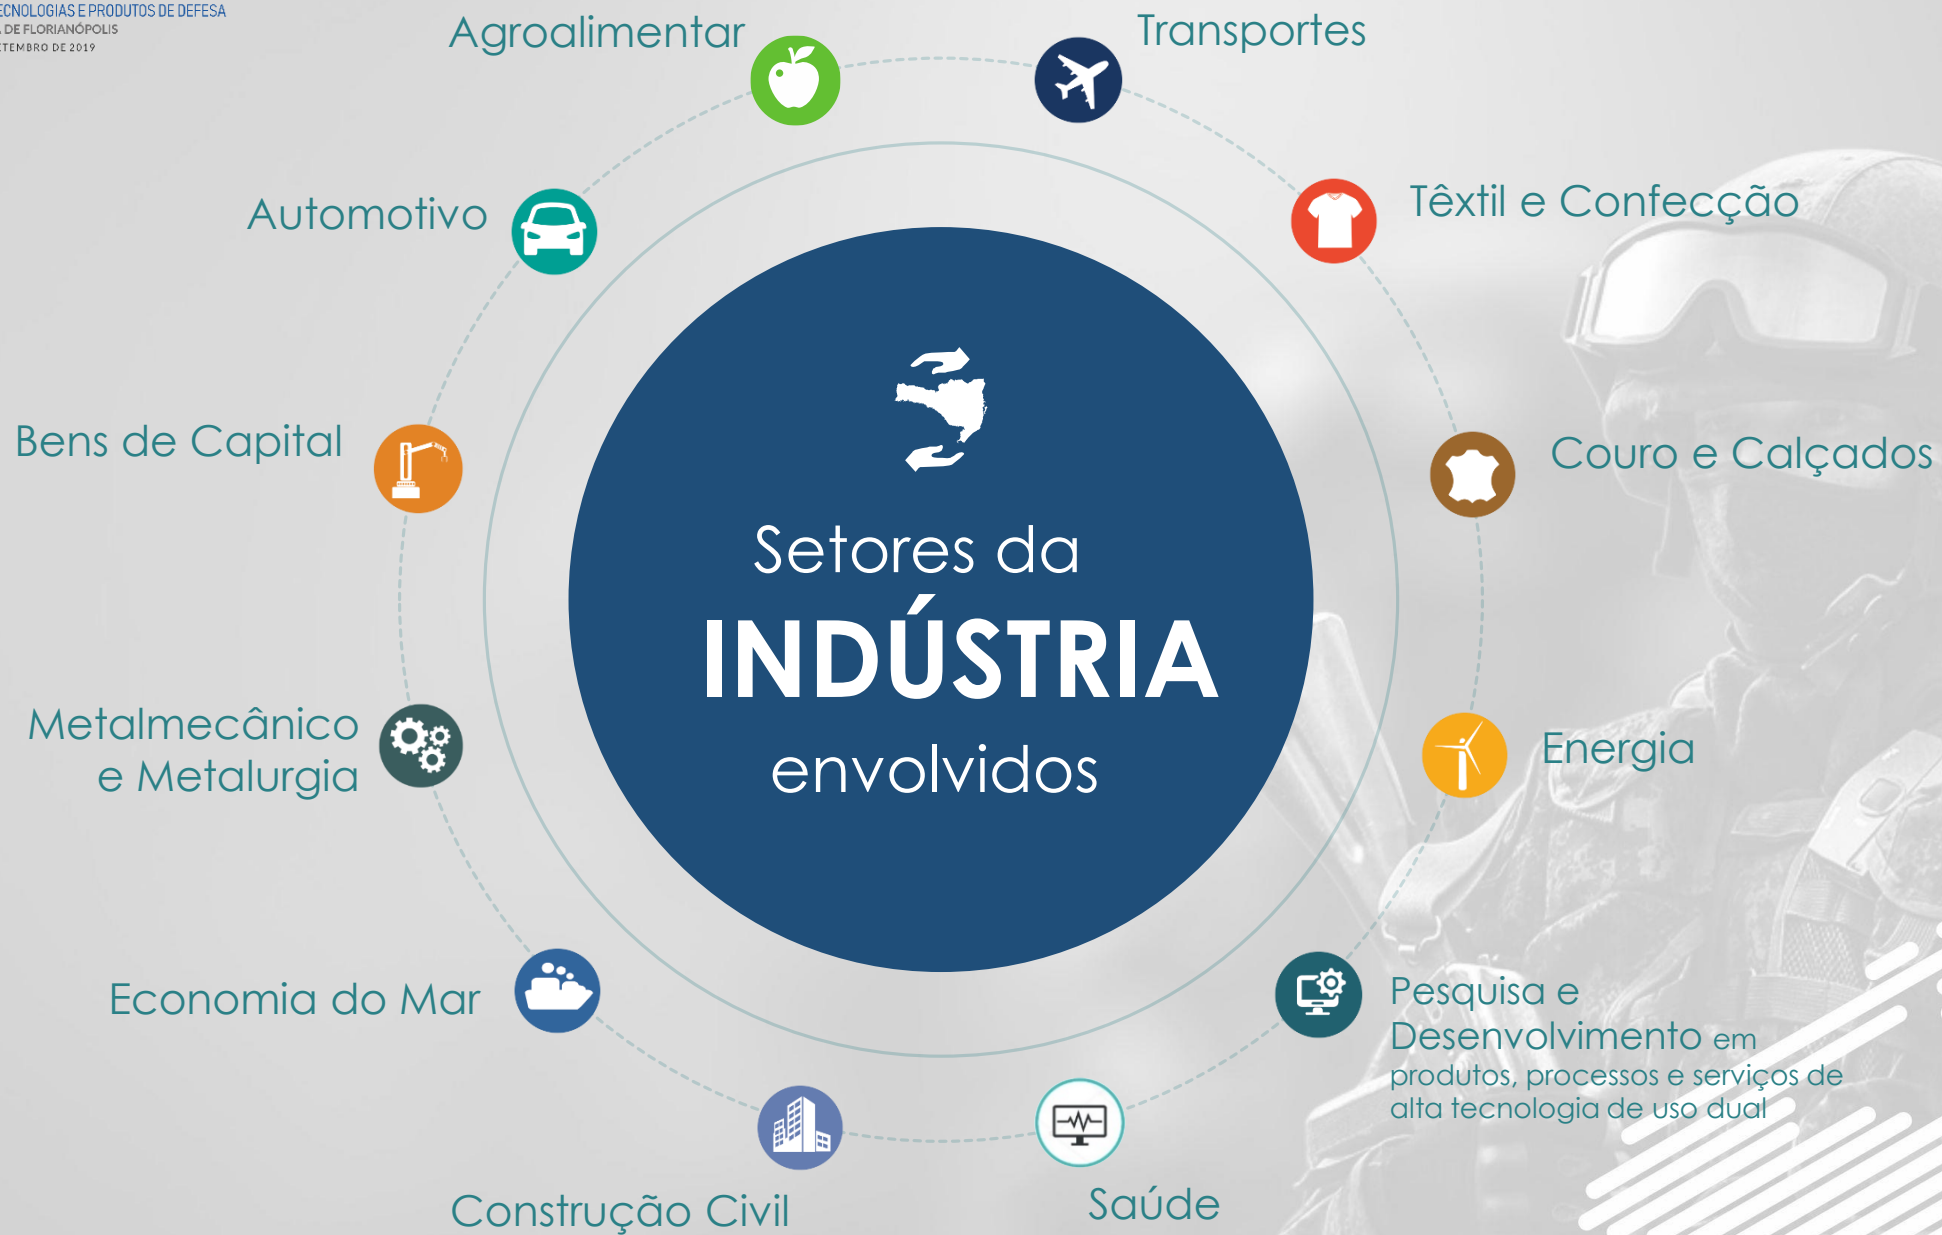 E PRODUTOS DE DEFESA
DE FLORIANÓPOLIS
DE 2019
Agroalimentar
Transportes
Automotivo
Têxtil e Confecção
Bens de Capital
Couro e Calçados
Setores da
INDÚSTRIA
envolvidos
Metalmecânico
e Metalurgia
Energia
Economia do Mar
Pesquisa e
Desenvolvimento em
produtos, processos e serviços de
alta tecnologia de uso dual
Construção Civil
Saúde